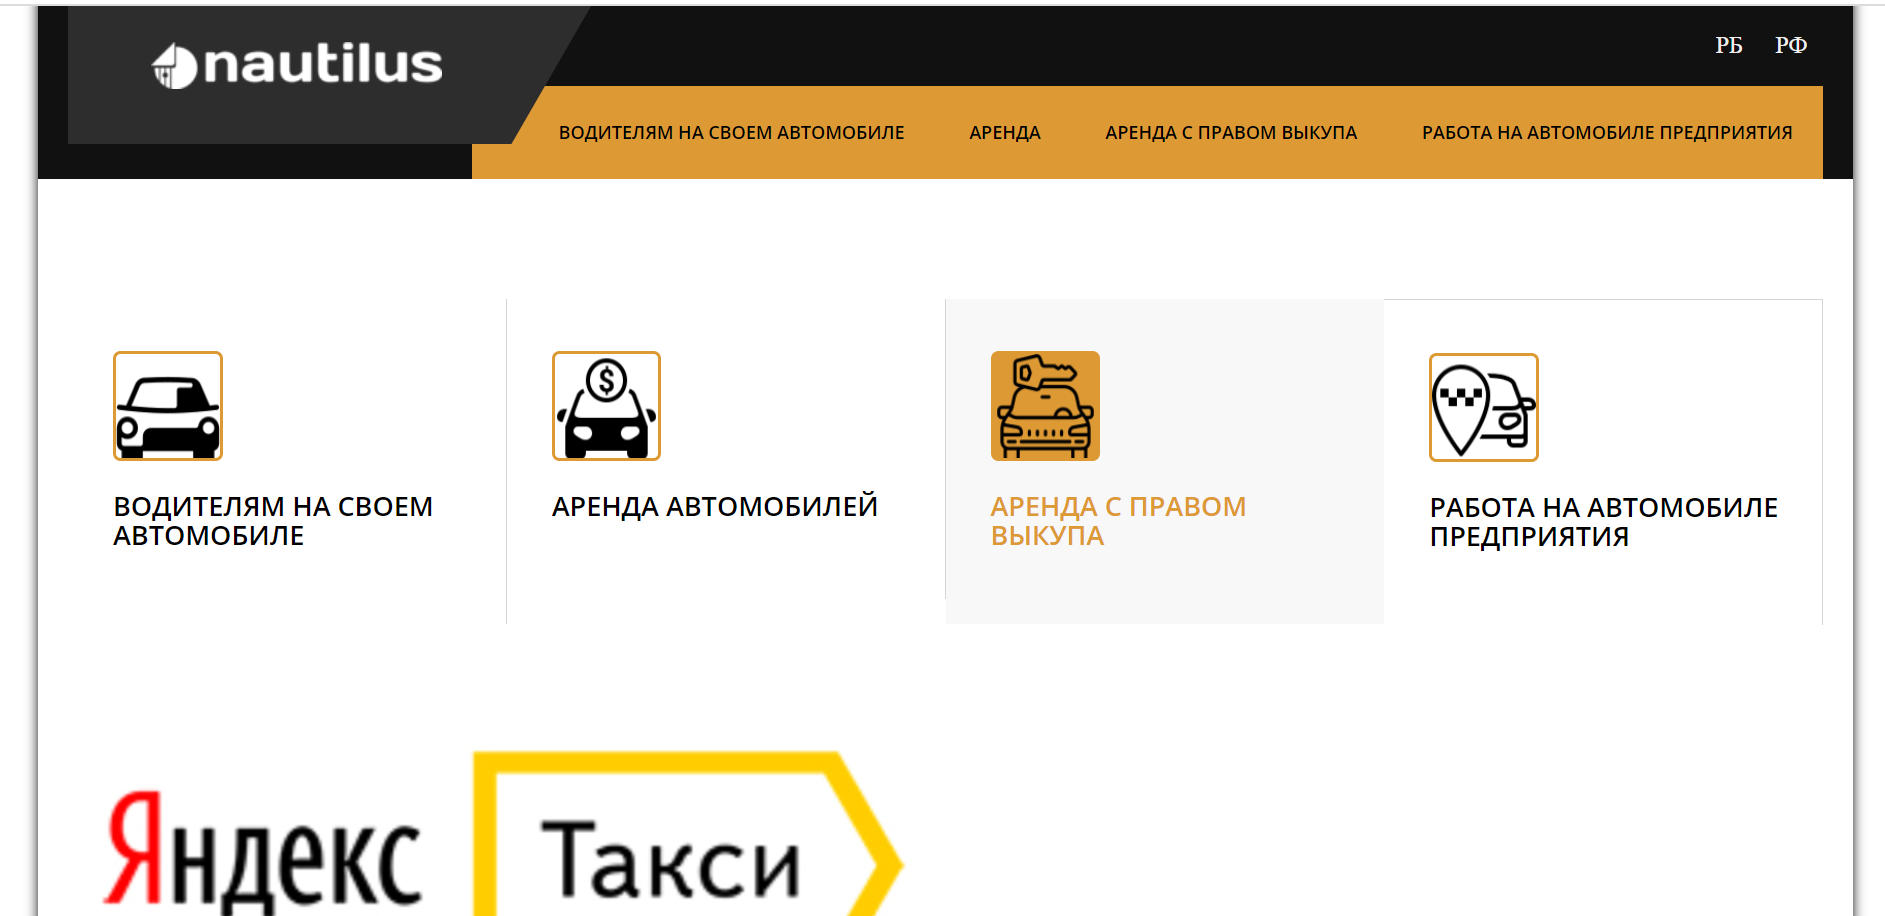 nautilus
РБ РФ
ВОДИТЕЛЯМ НА СВОЕМ АВТОМОБИЛЕ АРЕНДА АРЕНДА С ПРАВОМ ВЫКУПА РАБОТА НА АВТОМОБИЛЕ ПРЕДПРИЯТИЯ
$
ВОДИТЕЛЯМ НА СВОЕМ
АВТОМОБИЛЕ
АРЕНДА АВТОМОБИЛЕЙ
АРЕНДА С ПРАВОМ
ВЫКУПА
РАБОТА НА АВТОМОБИЛЕ
ПРЕДПРИЯТИЯ
Яндекс Такси